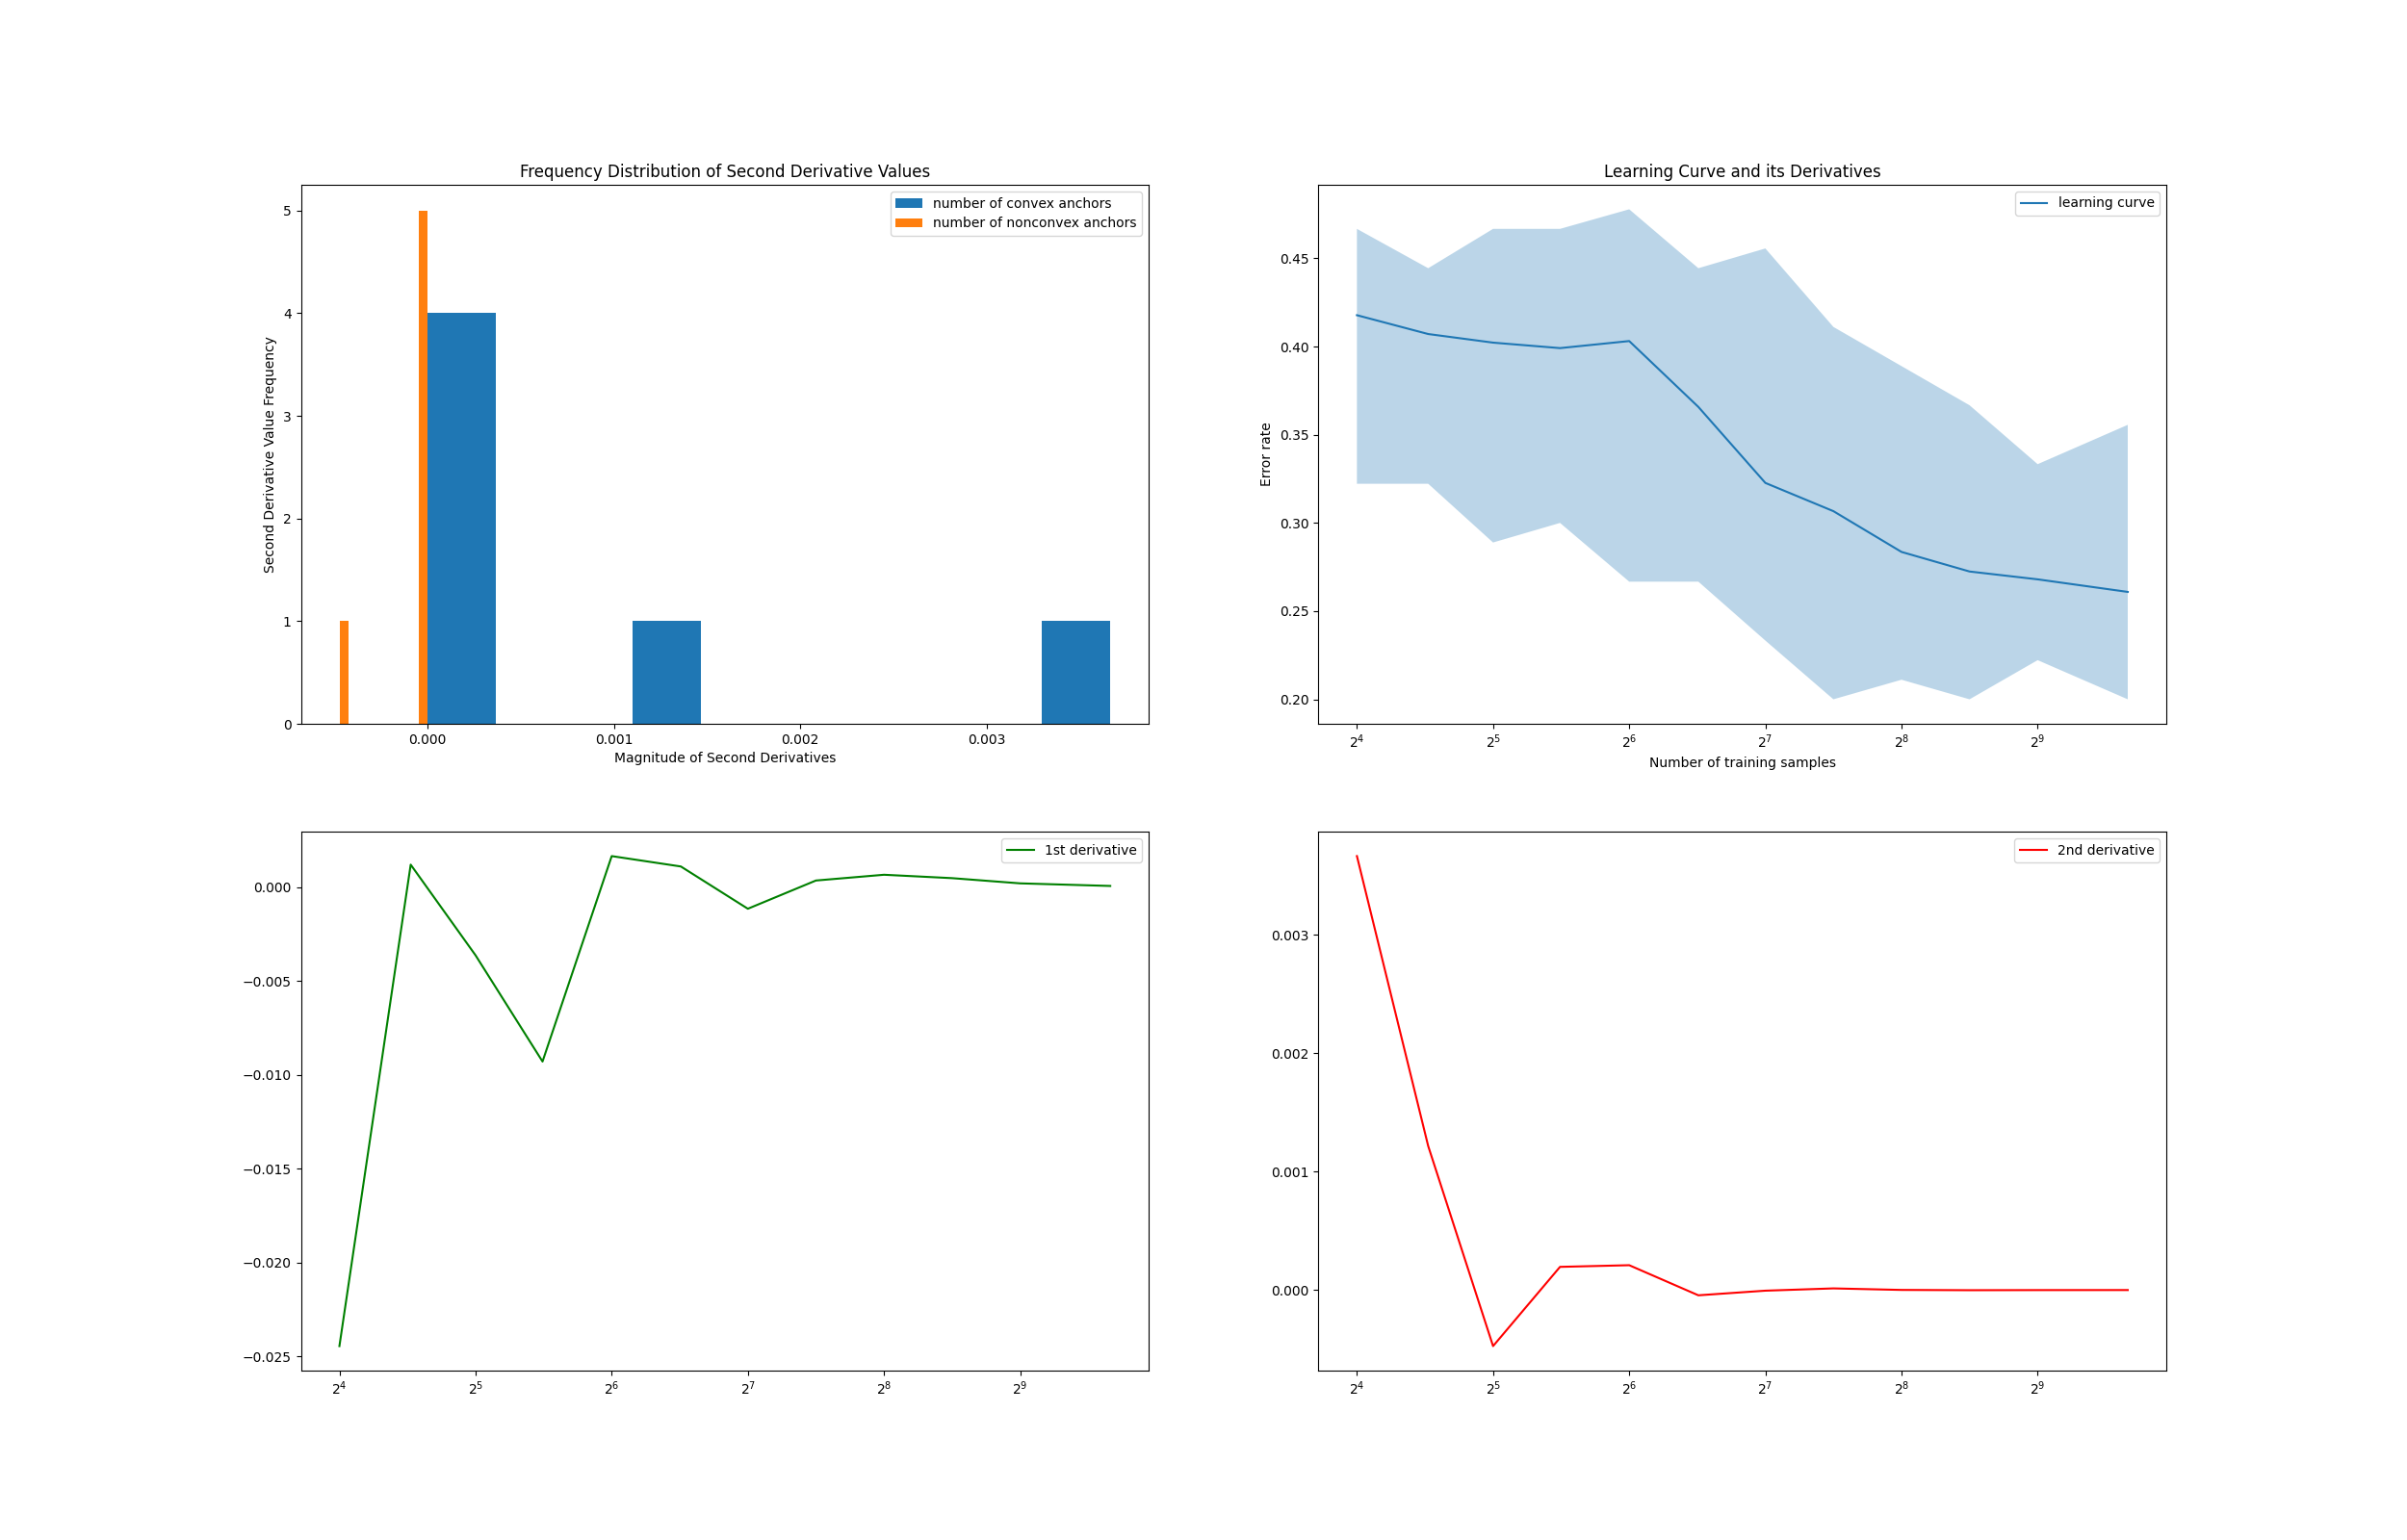 Frequency Distribution of Second Derivative Values
number of convex anchors
number of nonconvex anchors
5
4
3
2
1
0
Second Derivative Value Frequency
0.000 0.001 0.002 0.003
Magnitude of Second Derivatives
Learning Curve and its Derivatives
learning curve
0.45
0.40
0.35
0.30
0.25
0.20
Error rate
2⁴ 2⁵ 2⁶ 2⁷ 2⁸ 2⁹
Number of training samples
1st derivative
0.000
−0.005
−0.010
−0.015
−0.020
−0.025
2⁴ 2⁵ 2⁶ 2⁷ 2⁸ 2⁹
2nd derivative
0.003
0.002
0.001
0.000
2⁴ 2⁵ 2⁶ 2⁷ 2⁸ 2⁹